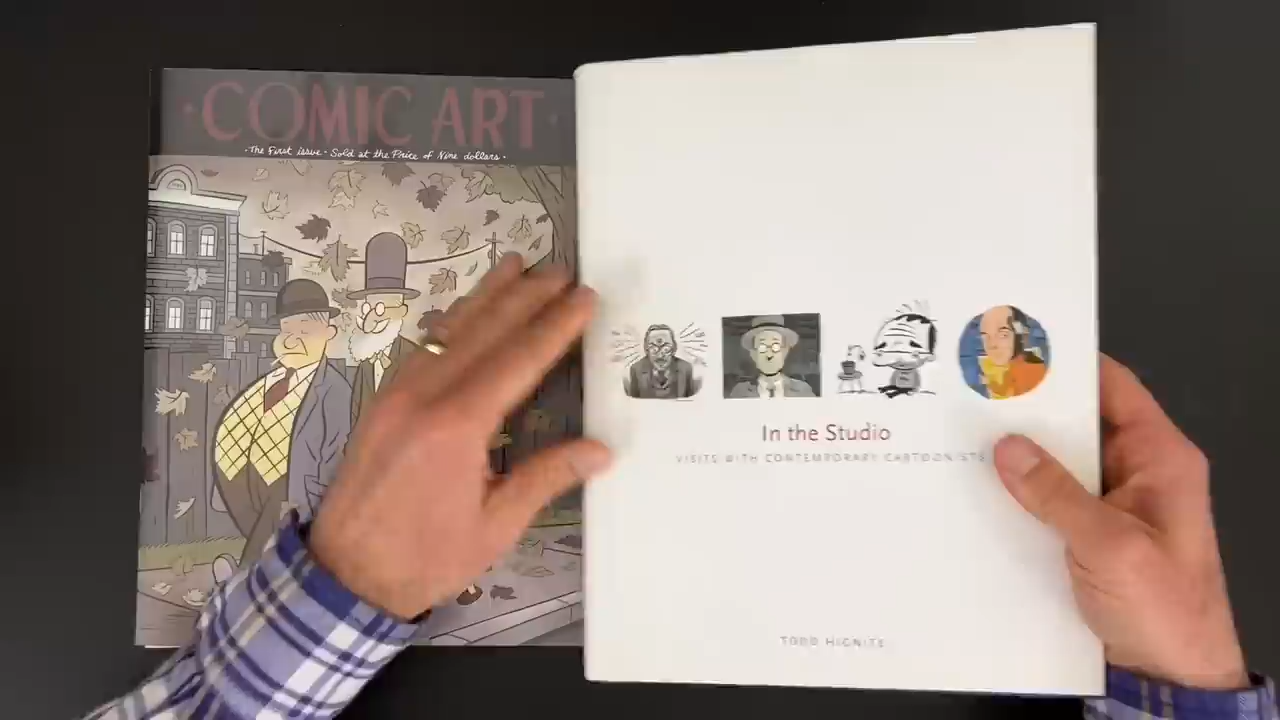 COMIC ART
· The First issue · Sold at the Price of Nine dollars ·
In the Studio
VISITS WITH CONTEMPORARY CARTOONISTS
TODD HIGNITE